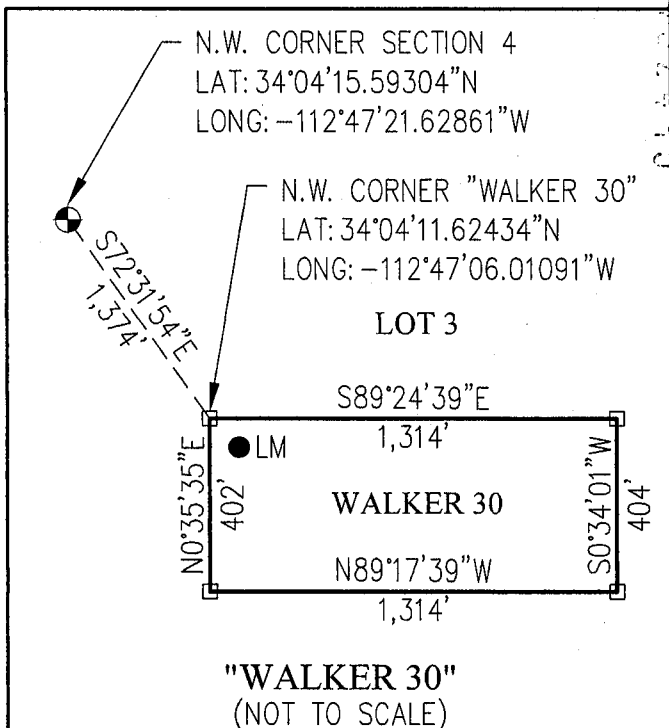 N.W. CORNER SECTION 4
LAT: 34°04'15.59304"N
LONG: -112°47'21.62861"W
N.W. CORNER "WALKER 30"
LAT: 34°04'11.62434"N
LONG: -112°47'06.01091"W
S72°31'54"E
1,374'
LOT 3
S89°24'39"E
1,314'
LM
N0°35'35"E
402'
WALKER 30
S0°34'01"W
404'
N89°17'39"W
1,314'
"WALKER 30"
(NOT TO SCALE)